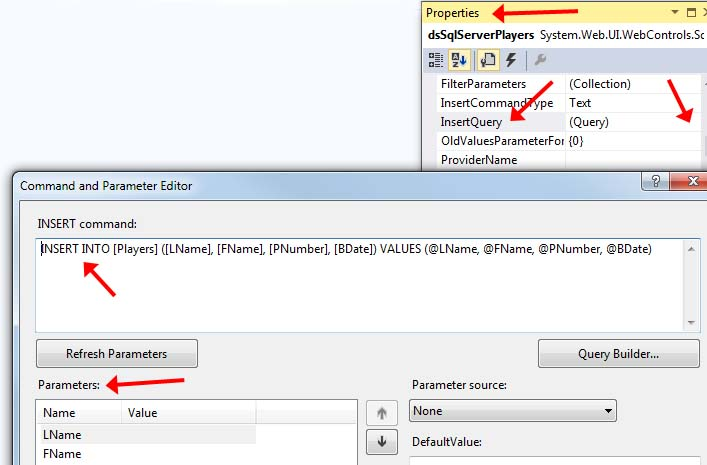 Properties
dsSqlServerPlayers System.Web.UI.WebControls.Sc
FilterParameters (Collection)
InsertCommandType Text
InsertQuery (Query)
OldValuesParameterFor {0}
ProviderName
Command and Parameter Editor
INSERT command:
INSERT INTO [Players] ([LName], [FName], [PNumber], [BDate]) VALUES (@LName, @FName, @PNumber, @BDate)
Refresh Parameters
Query Builder...
Parameters:
Parameter source:
Name Value
None
LName
DefaultValue:
FName